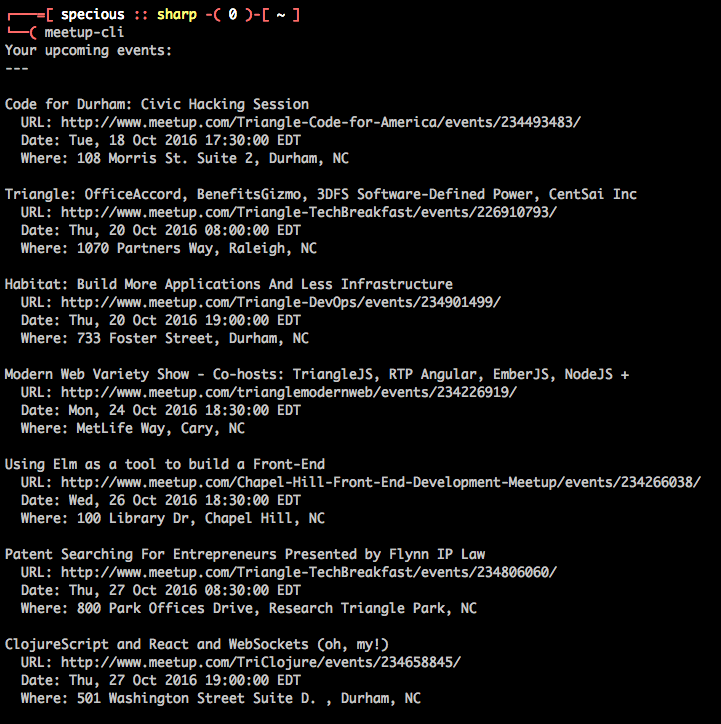 ┌───=[ specious :: sharp -( 0 )-[ ~ ]
└──( meetup-cli
Your upcoming events:
---
Code for Durham: Civic Hacking Session
URL: http://www.meetup.com/Triangle-Code-for-America/events/234493483/
Date: Tue, 18 Oct 2016 17:30:00 EDT
Where: 108 Morris St. Suite 2, Durham, NC
Triangle: OfficeAccord, BenefitsGizmo, 3DFS Software-Defined Power, CentSai Inc
URL: http://www.meetup.com/Triangle-TechBreakfast/events/226910793/
Date: Thu, 20 Oct 2016 08:00:00 EDT
Where: 1070 Partners Way, Raleigh, NC
Habitat: Build More Applications And Less Infrastructure
URL: http://www.meetup.com/Triangle-DevOps/events/234901499/
Date: Thu, 20 Oct 2016 19:00:00 EDT
Where: 733 Foster Street, Durham, NC
Modern Web Variety Show - Co-hosts: TriangleJS, RTP Angular, EmberJS, NodeJS +
URL: http://www.meetup.com/trianglemodernweb/events/234226919/
Date: Mon, 24 Oct 2016 18:30:00 EDT
Where: MetLife Way, Cary, NC
Using Elm as a tool to build a Front-End
URL: http://www.meetup.com/Chapel-Hill-Front-End-Development-Meetup/events/234266038/
Date: Wed, 26 Oct 2016 18:30:00 EDT
Where: 100 Library Dr, Chapel Hill, NC
Patent Searching For Entrepreneurs Presented by Flynn IP Law
URL: http://www.meetup.com/Triangle-TechBreakfast/events/234806060/
Date: Thu, 27 Oct 2016 08:30:00 EDT
Where: 800 Park Offices Drive, Research Triangle Park, NC
ClojureScript and React and WebSockets (oh, my!)
URL: http://www.meetup.com/TriClojure/events/234658845/
Date: Thu, 27 Oct 2016 19:00:00 EDT
Where: 501 Washington Street Suite D. , Durham, NC